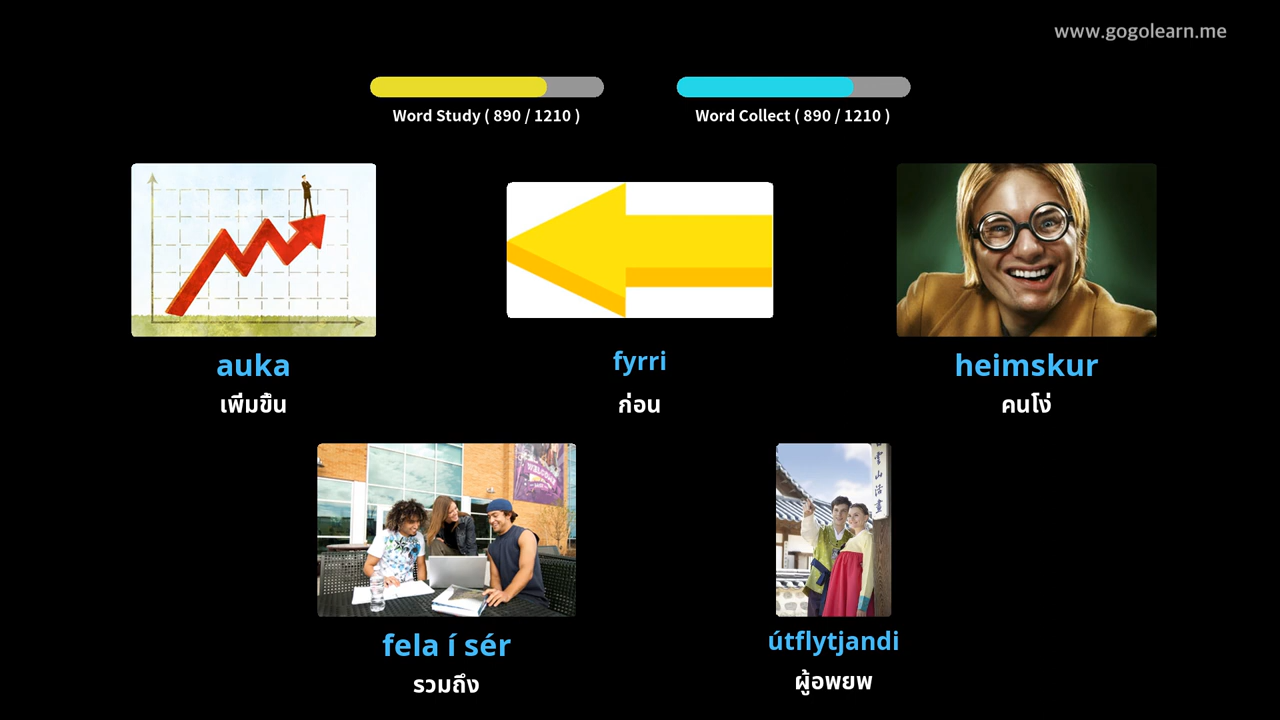 www.gogolearn.me
Word Study ( 890 / 1210 )
Word Collect ( 890 / 1210 )
auka
เพิ่มขึ้น
fyrri
ก่อน
heimskur
คนโง่
fela í sér
รวมถึง
útflytjandi
ผู้อพยพ